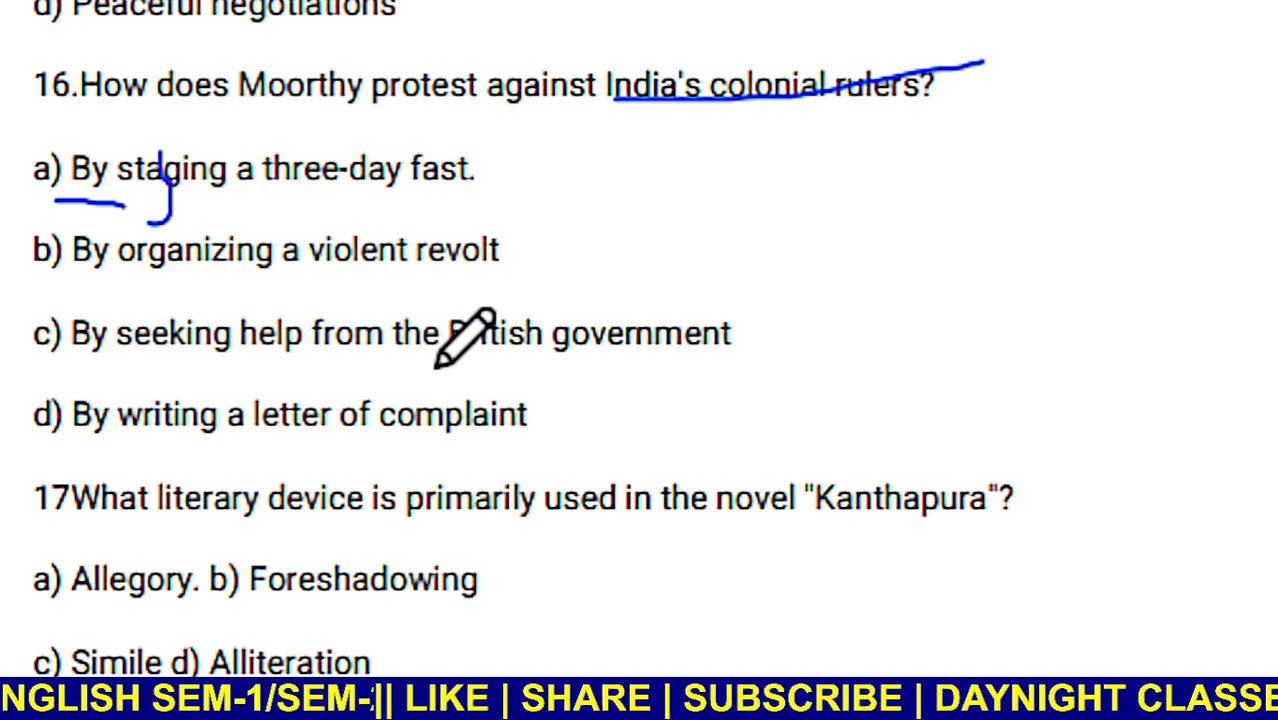 d) Peaceful negotiations
16.How does Moorthy protest against India's colonial rulers?
a) By staging a three-day fast.
b) By organizing a violent revolt
c) By seeking help from the British government
d) By writing a letter of complaint
17What literary device is primarily used in the novel "Kanthapura"?
a) Allegory. b) Foreshadowing
c) Simile d) Alliteration
NGLISH SEM-1/SEM-2|| LIKE | SHARE | SUBSCRIBE | DAYNIGHT CLASSE